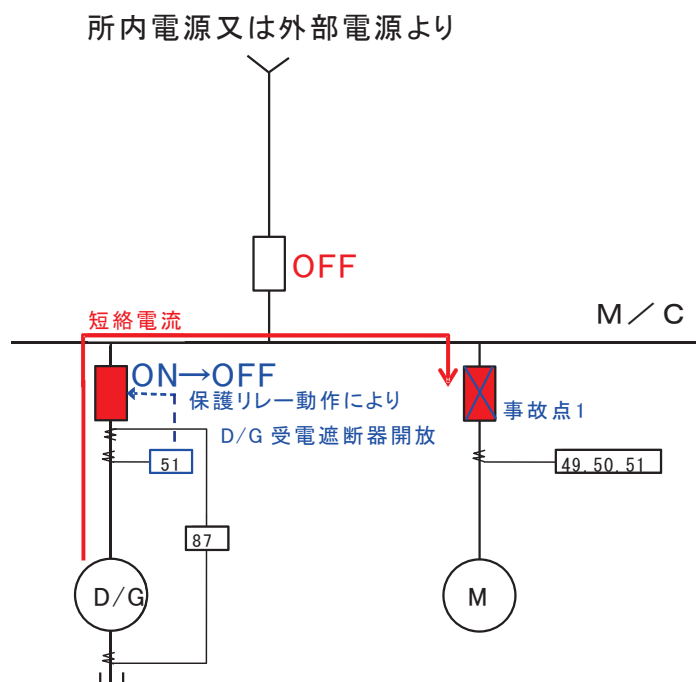 所内電源又は外部電源より
OFF
M/C
短絡電流
ON→OFF
保護リレー動作により
D/G 受電遮断器開放
事故点1
51
49.50.51
87
D/G
M